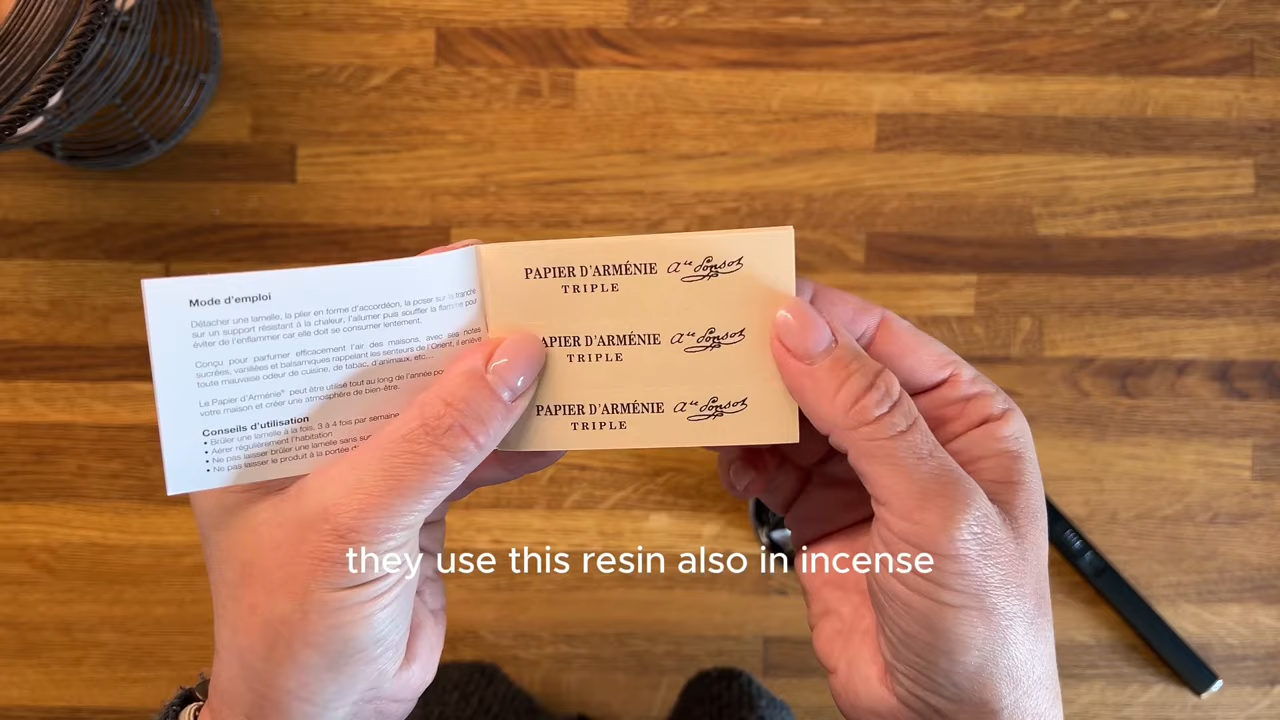 Mode d'emploi
Détacher une lamelle, la plier en forme d'accordéon, la poser sur la tranche
sur un support résistant à la chaleur, l'allumer puis souffler la flamme pour
éviter de l'enflammer car elle doit se consumer lentement.
Conçu pour parfumer efficacement l'air des maisons, avec ses notes
sucrées, vanillées et balsamiques rappelant les senteurs de l'Orient, il enlève
toute mauvaise odeur de cuisine, de tabac, d'animaux, etc...
Le Papier d'Arménie® peut être utilisé tout au long de l'année
votre maison et créer une atmosphère de bien-être.
Conseils d'utilisation
• Brûler une lamelle à la fois, 3 à 4 fois par semaine
• Aérer régulièrement l'habitation
• Ne pas laisser brûler une lamelle sans
• Ne pas laisser le produit à la portée
PAPIER D'ARMÉNIE
TRIPLE
APIER D'ARMÉNIE
TRIPLE
PAPIER D'ARMÉNIE
TRIPLE
they use this resin also in incense